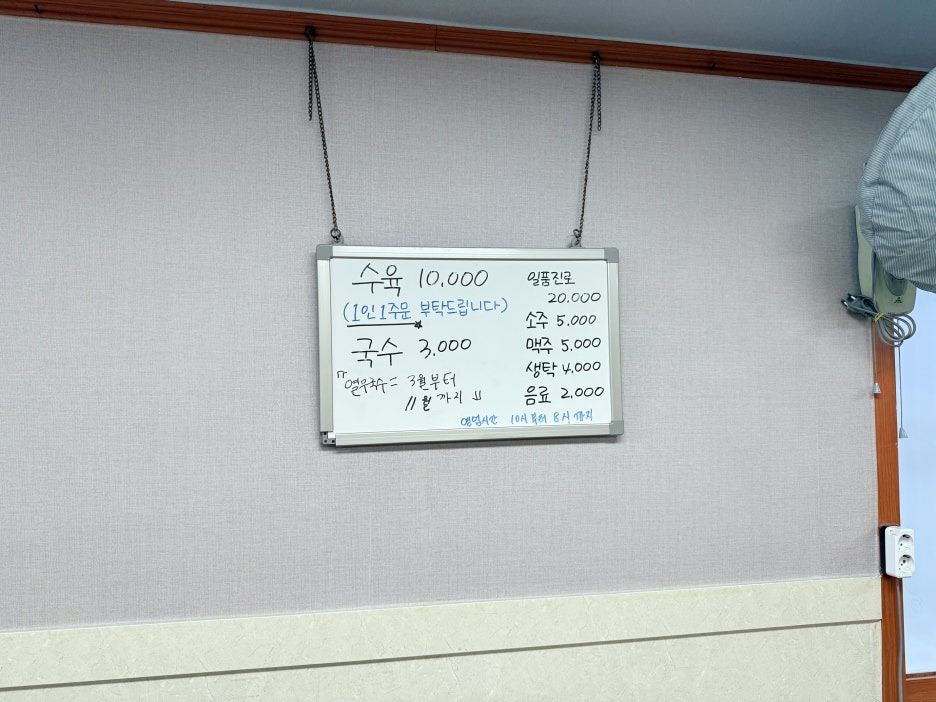 수육 10,000
(1인 1주문 부탁드립니다)
국수 3,000
『열무국수 = 3월부터
11월 까지 』
일품진로
20.000
소주 5.000
맥주 5,000
생탁 4,000
음료 2,000
영업시간 10시 부터 8시 까지